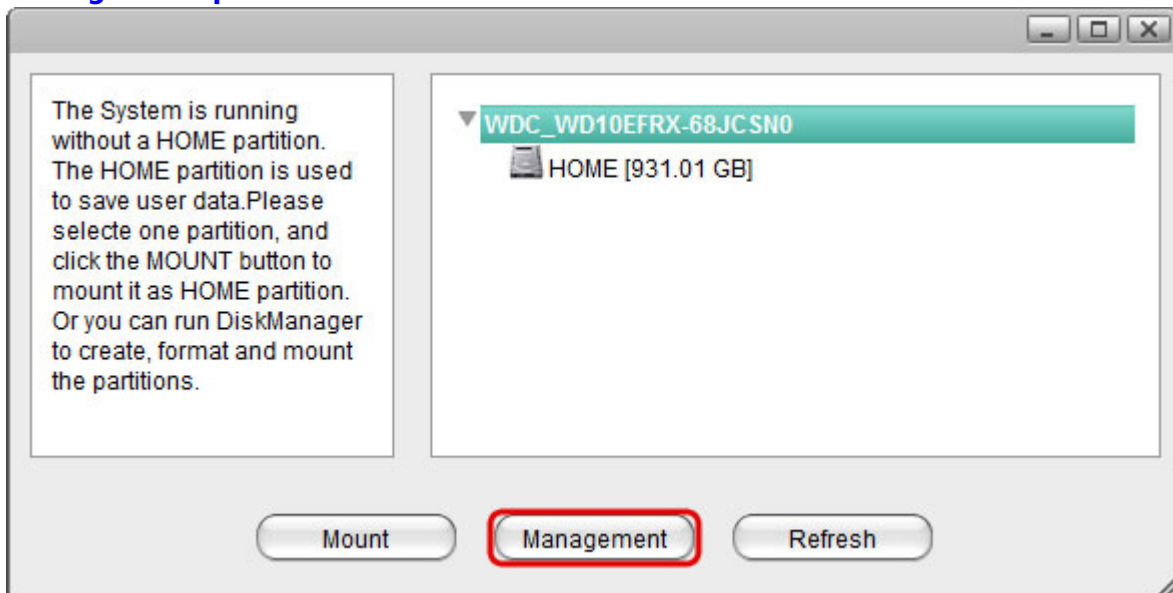 The System is running
without a HOME partition.
The HOME partition is used
to save user data.Please
selecte one partition, and
click the MOUNT button to
mount it as HOME partition.
Or you can run DiskManager
to create, format and mount
the partitions.
WDC_WD10EFRX-68JCSN0
HOME [931.01 GB]
Mount Management Refresh